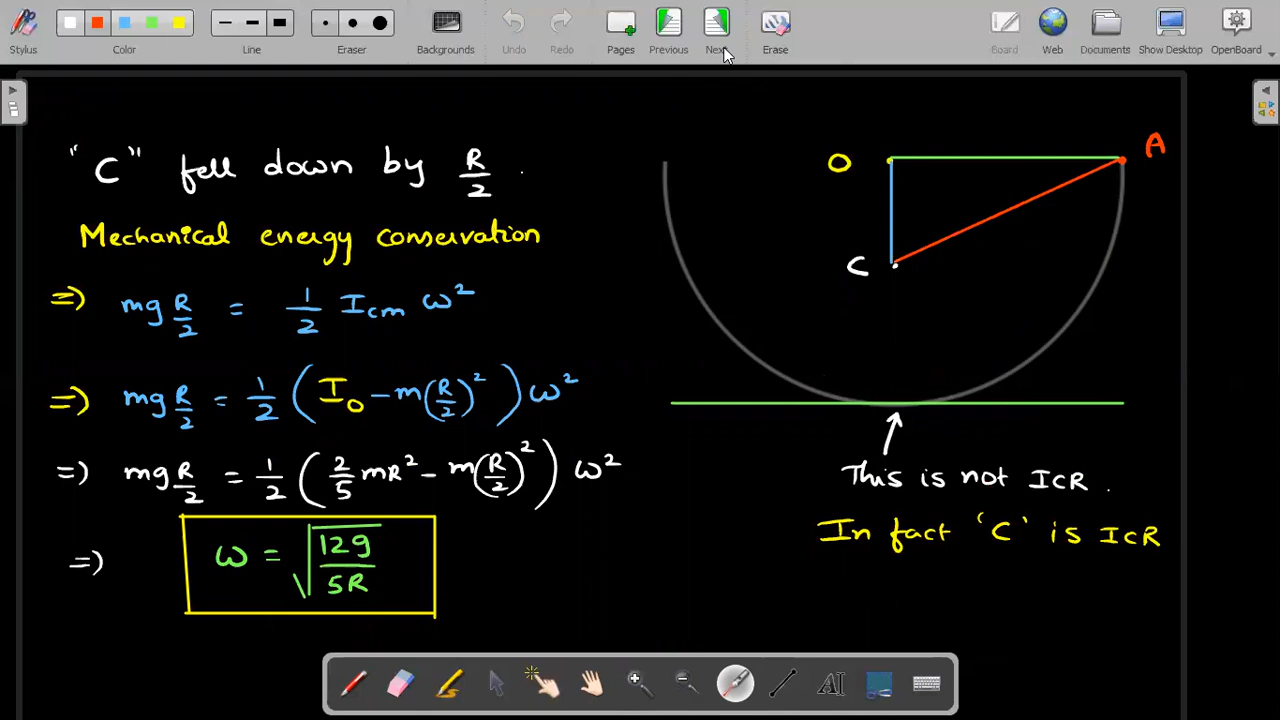 Stylus
Color
Line
Eraser
Backgrounds
Undo
Redo
Pages
Previous
Next
Erase
Board
Web
Documents
Show Desktop
OpenBoard
"C" fell down by R/2 .
Mechanical energy conservation
=> mg R/2 = 1/2 Icm ω²
=> mg R/2 = 1/2 (I₀ - m(R/2)²) ω²
=> mg R/2 = 1/2 (2/5 mR² - m(R/2)²) ω²
=> ω = √(12g/5R)
O
A
C
This is not ICR .
In fact 'C' is ICR
AI